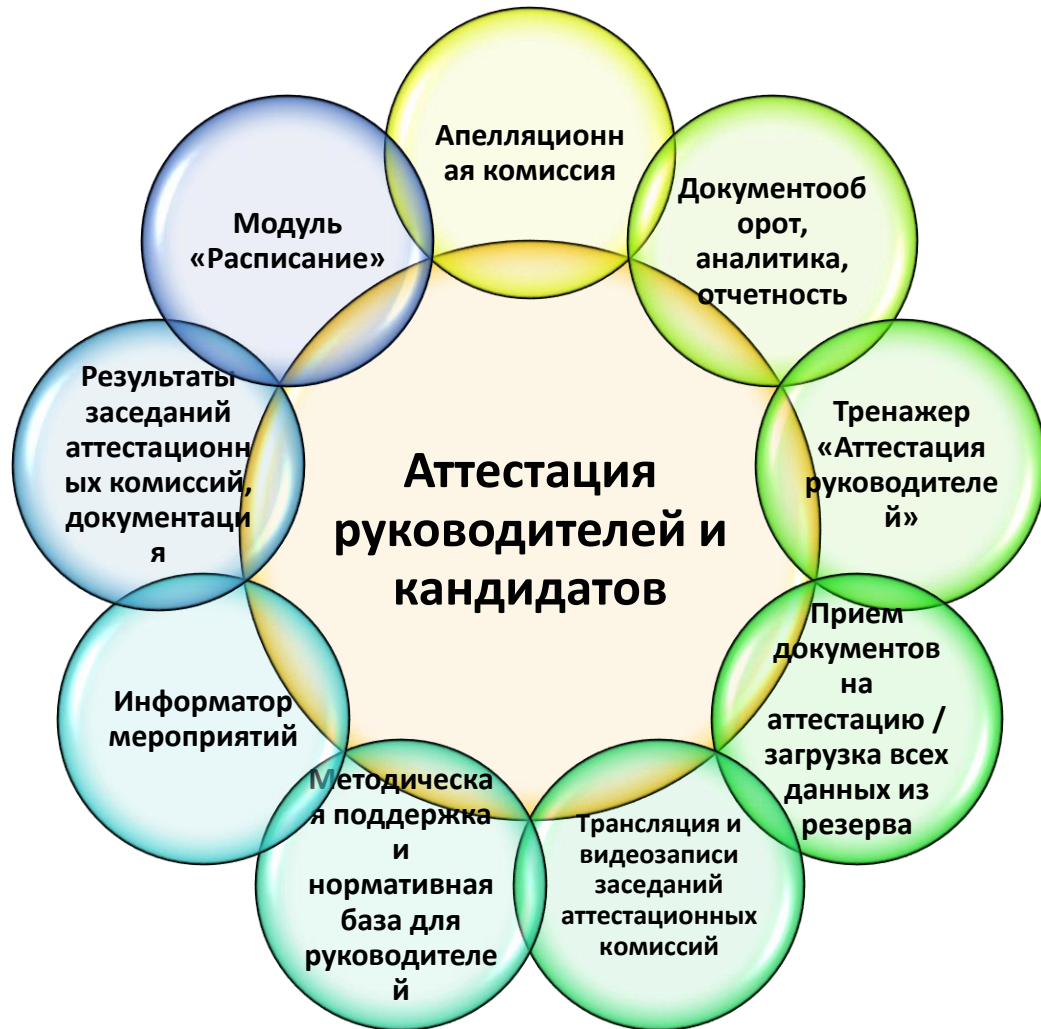 Апелляционн
ая комиссия
Документооб
орот,
аналитика,
отчетность
Тренажер
«Аттестация
руководителе
й»
Прием
документов
на
аттестацию /
загрузка всех
данных из
резерва
Трансляция и
видеозаписи
заседаний
аттестационных
комиссий
Методическа
я поддержка
и
нормативная
база для
руководителе
й
Информатор
мероприятий
Результаты
заседаний
аттестационн
ых комиссий,
документаци
я
Модуль
«Расписание»
Аттестация
руководителей и
кандидатов